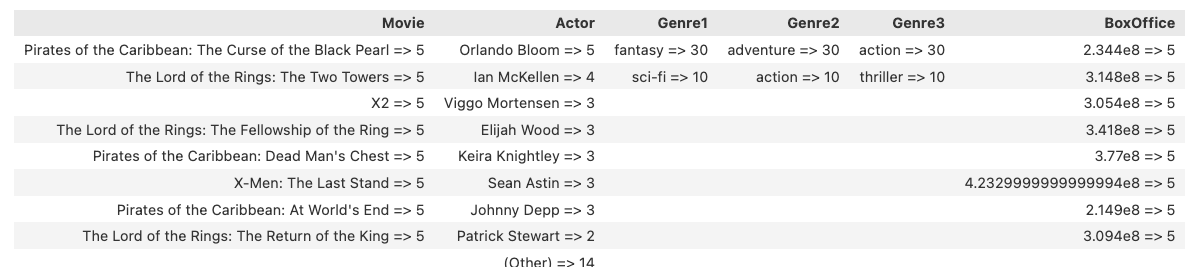 Movie Actor Genre1 Genre2 Genre3 BoxOffice
Pirates of the Caribbean: The Curse of the Black Pearl => 5 Orlando Bloom => 5 fantasy => 30 adventure => 30 action => 30 2.344e8 => 5
The Lord of the Rings: The Two Towers => 5 Ian McKellen => 4 sci-fi => 10 action => 10 thriller => 10 3.148e8 => 5
X2 => 5 Viggo Mortensen => 3 3.054e8 => 5
The Lord of the Rings: The Fellowship of the Ring => 5 Elijah Wood => 3 3.418e8 => 5
Pirates of the Caribbean: Dead Man's Chest => 5 Keira Knightley => 3 3.77e8 => 5
X-Men: The Last Stand => 5 Sean Astin => 3 4.2329999999999994e8 => 5
Pirates of the Caribbean: At World's End => 5 Johnny Depp => 3 2.149e8 => 5
The Lord of the Rings: The Return of the King => 5 Patrick Stewart => 2 3.094e8 => 5
(Other) => 14